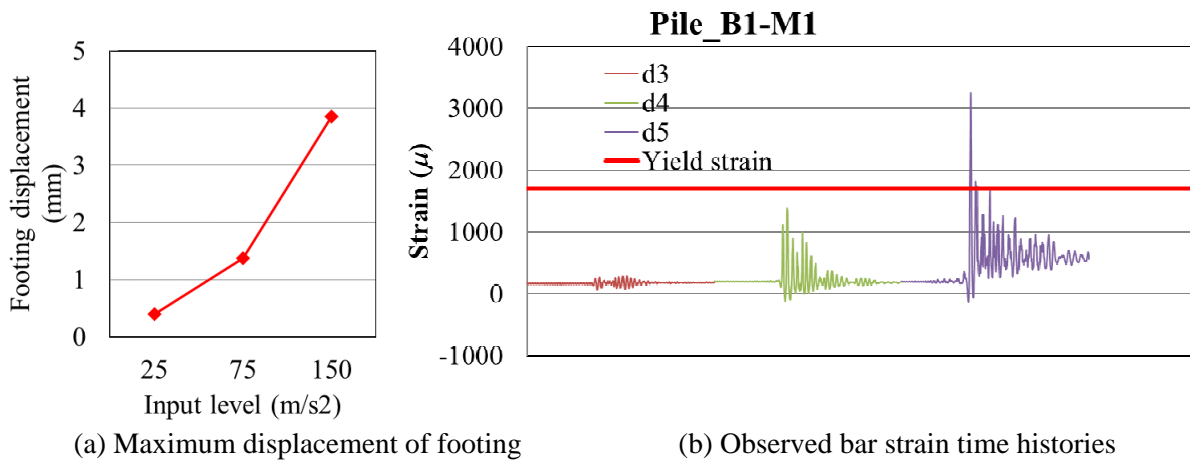 Pile_B1-M1
5
4
3
2
1
0
Footing displacement
(mm)
25 75 150
Input level (m/s2)
4000
3000
2000
1000
0
-1000
Strain (μ)
d3
d4
d5
Yield strain
(a) Maximum displacement of footing
(b) Observed bar strain time histories